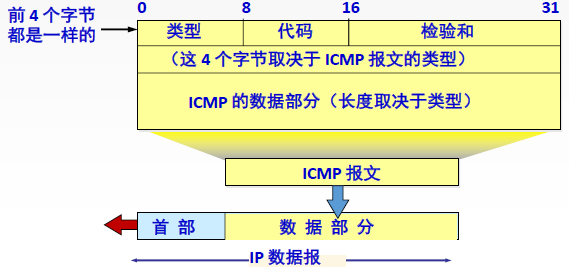 前 4 个字节
都是一样的
0 8 16 31
类型 代码 检验和
（这 4 个字节取决于 ICMP 报文的类型）
ICMP 的数据部分（长度取决于类型）
ICMP 报文
首 部 数 据 部 分
IP 数据报